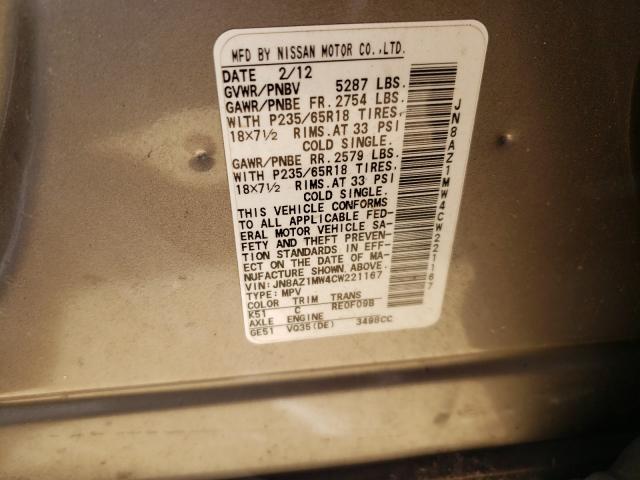 MFD BY NISSAN MOTOR CO.,LTD.
DATE 2/12
GVWR/PNBV 5287 LBS.
GAWR/PNBE FR. 2754 LBS.
WITH P235/65R18 TIRES,
18×7½ RIMS.AT 33 PSI
COLD SINGLE.
GAWR/PNBE RR. 2579 LBS.
WITH P235/65R18 TIRES,
18×7½ RIMS.AT 33 PSI
COLD SINGLE.
THIS VEHICLE CONFORMS
TO ALL APPLICABLE FED-
ERAL MOTOR VEHICLE SA-
FETY AND THEFT PREVEN-
TION STANDARDS IN EFF-
ECT ON THE DATE OF MA-
NUFACTURE SHOWN ABOVE.
VIN: JN8AZ1MW4CW221167
TYPE: MPV
COLOR TRIM TRANS
K51 C RE0F09B
AXLE ENGINE
GE51 VQ35(DE) 3498CC
JN8AZ1MW4CW221167